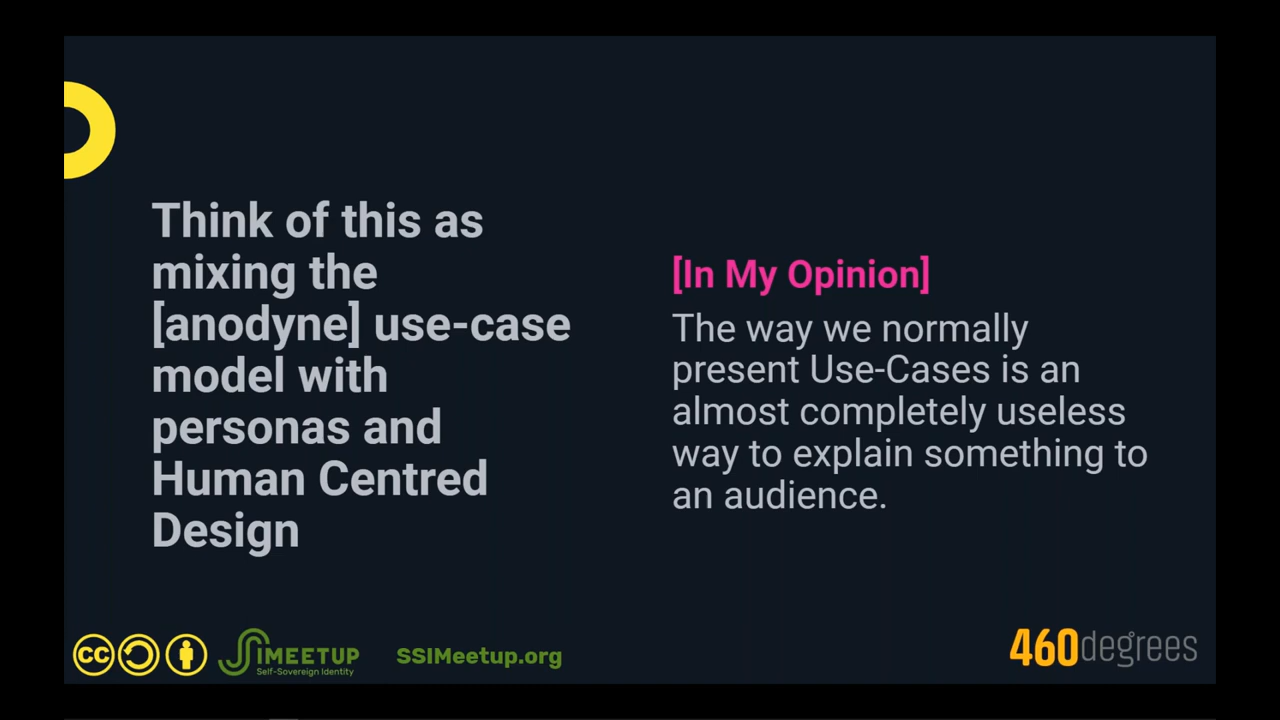 Think of this as
mixing the
[anodyne] use-case
model with
personas and
Human Centred
Design
[In My Opinion]
The way we normally
present Use-Cases is an
almost completely useless
way to explain something to
an audience.
CC
SSIMEETUP
Self-Sovereign Identity
SSIMeetup.org
460degrees